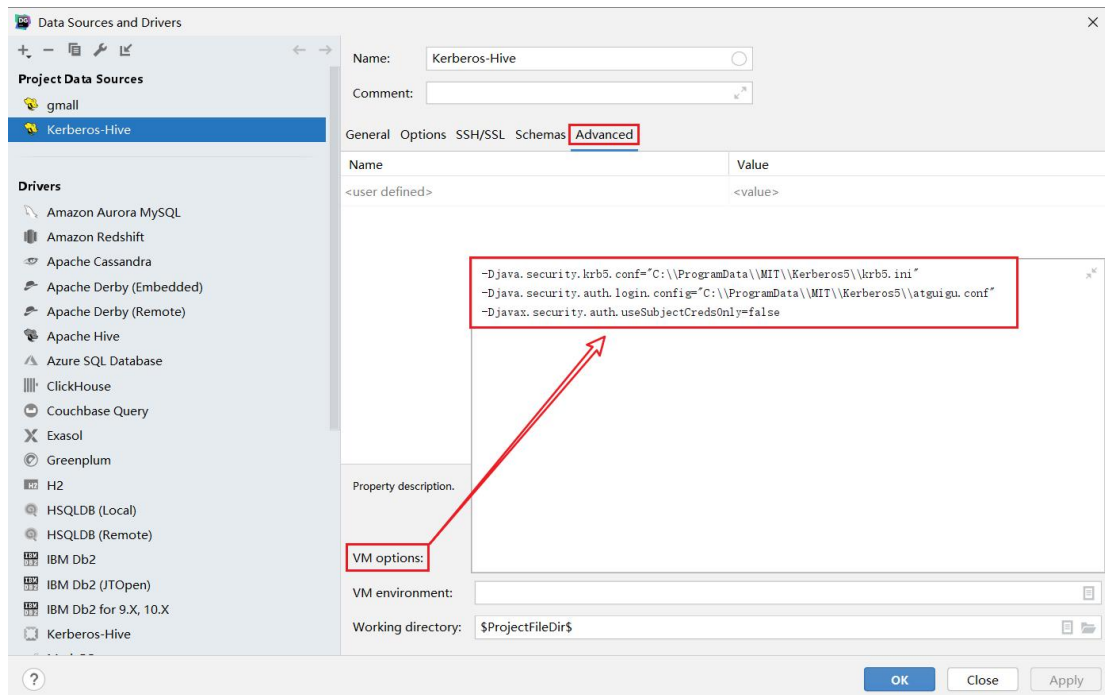 Data Sources and Drivers
Project Data Sources
gmall
Kerberos-Hive
Drivers
Amazon Aurora MySQL
Amazon Redshift
Apache Cassandra
Apache Derby (Embedded)
Apache Derby (Remote)
Apache Hive
Azure SQL Database
ClickHouse
Couchbase Query
Exasol
Greenplum
H2
HSQLDB (Local)
HSQLDB (Remote)
IBM Db2
IBM Db2 (JTOpen)
IBM Db2 for 9.X, 10.X
Kerberos-Hive
Name: Kerberos-Hive
Comment:
General Options SSH/SSL Schemas Advanced
Name Value
<user defined> <value>
-Djava.security.krb5.conf="C:\\ProgramData\\MIT\\Kerberos5\\krb5.ini"
-Djava.security.auth.login.config="C:\\ProgramData\\MIT\\Kerberos5\\atguigu.conf"
-Djavax.security.auth.useSubjectCredsOnly=false
Property description.
VM options:
VM environment:
Working directory: $ProjectFileDir$
? OK Close Apply